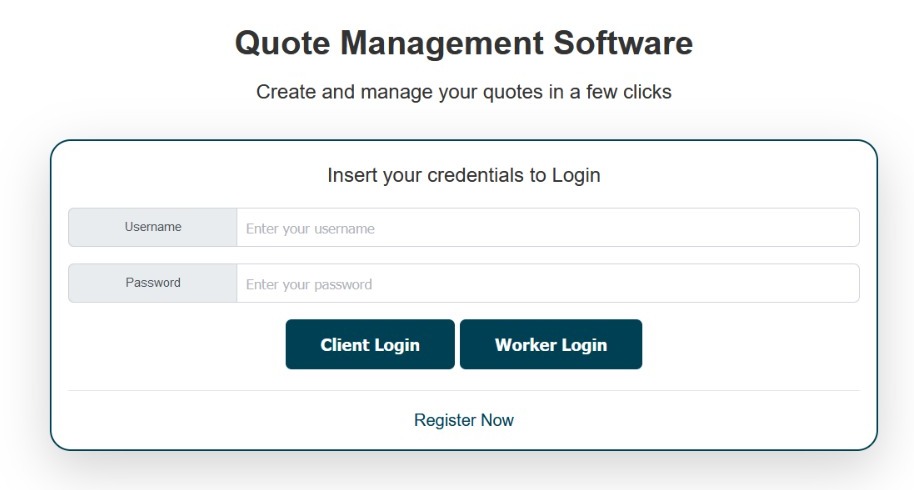 Quote Management Software
Create and manage your quotes in a few clicks
Insert your credentials to Login
Username Enter your username
Password Enter your password
Client Login Worker Login
Register Now